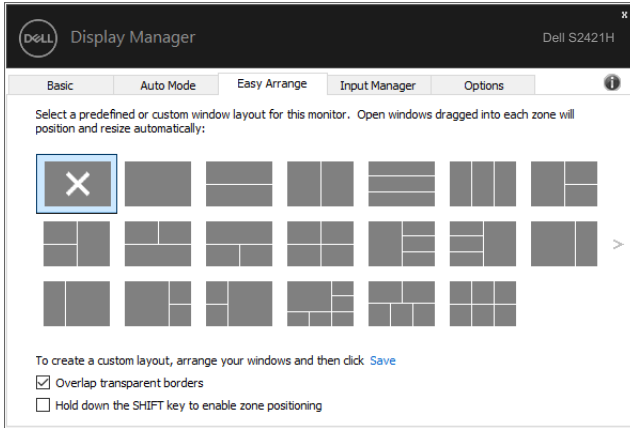 x
DELL Display Manager Dell S2421H
Basic Auto Mode Easy Arrange Input Manager Options i
Select a predefined or custom window layout for this monitor. Open windows dragged into each zone will
position and resize automatically:
>
To create a custom layout, arrange your windows and then click Save
Overlap transparent borders
Hold down the SHIFT key to enable zone positioning